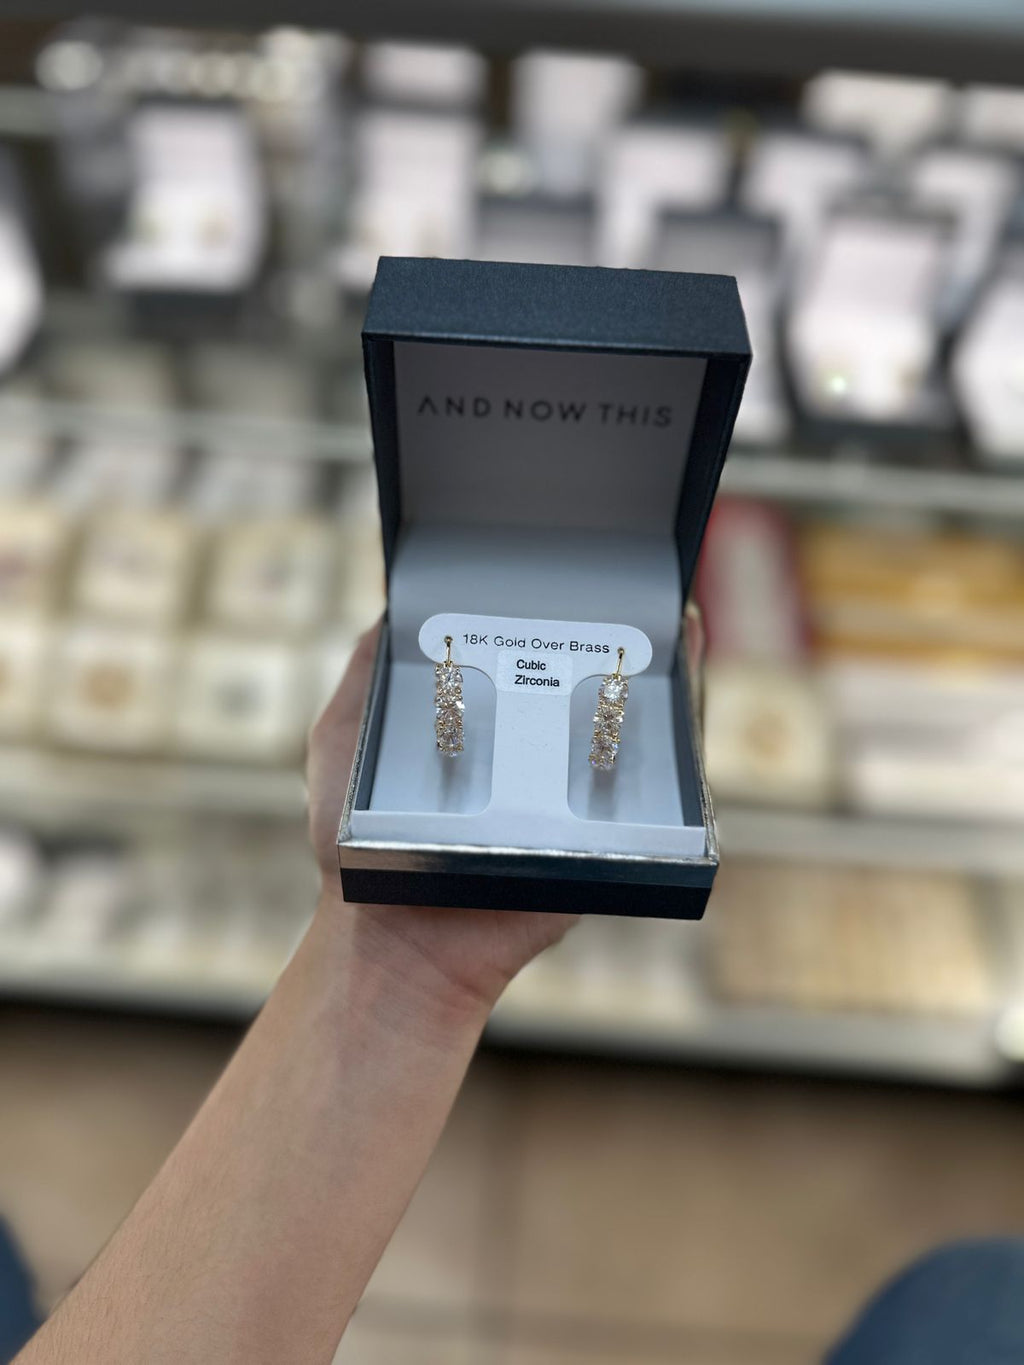 AND NOW THIS
18K Gold Over Brass
Cubic
Zirconia